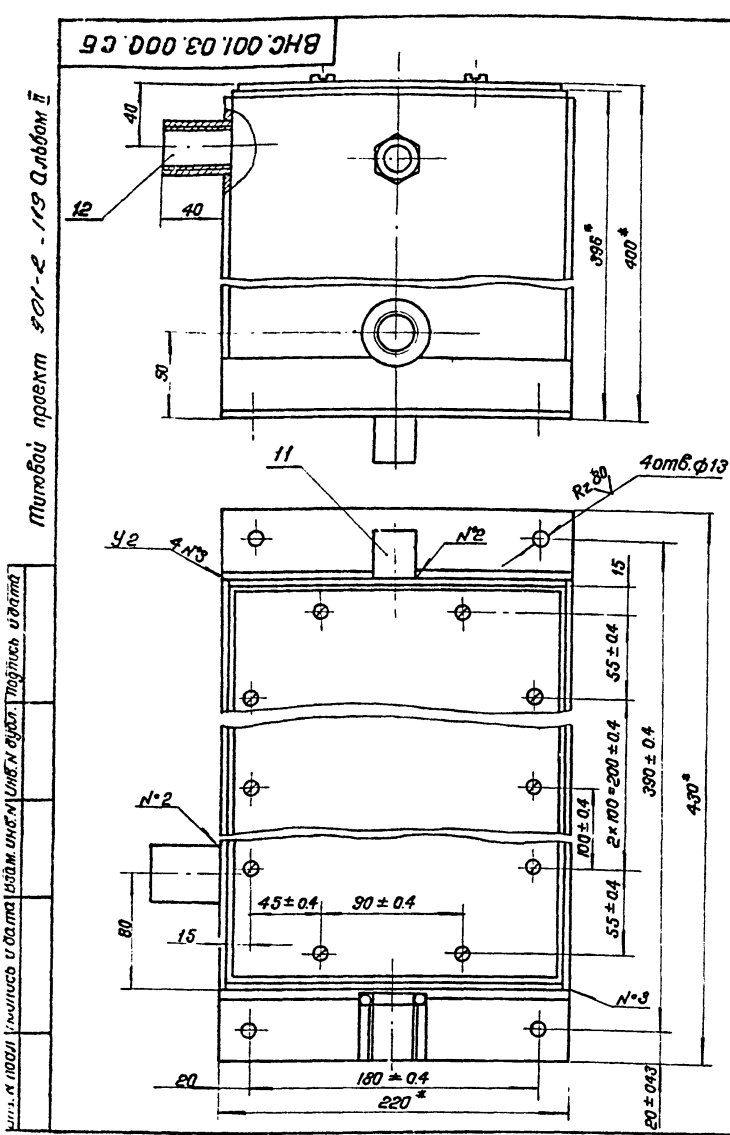 ВНС.001.03.000.СБ
Типовой проект 901-2-119 Альбом II
40
12
40
396*
400*
50
11
Rz 80
4отв.ф13
У2
4 №3
№2
15
55±0.4
2×100=200±0.4
390±0.4
430*
№2
100±0.4
55±0.4
45±0.4
90±0.4
80
15
№3
20
180±0.4
220*
20±0.43
Инв. N подл
Подпись и дата
Взам. инв. N
Инв. N дубл.
Подпись и дата